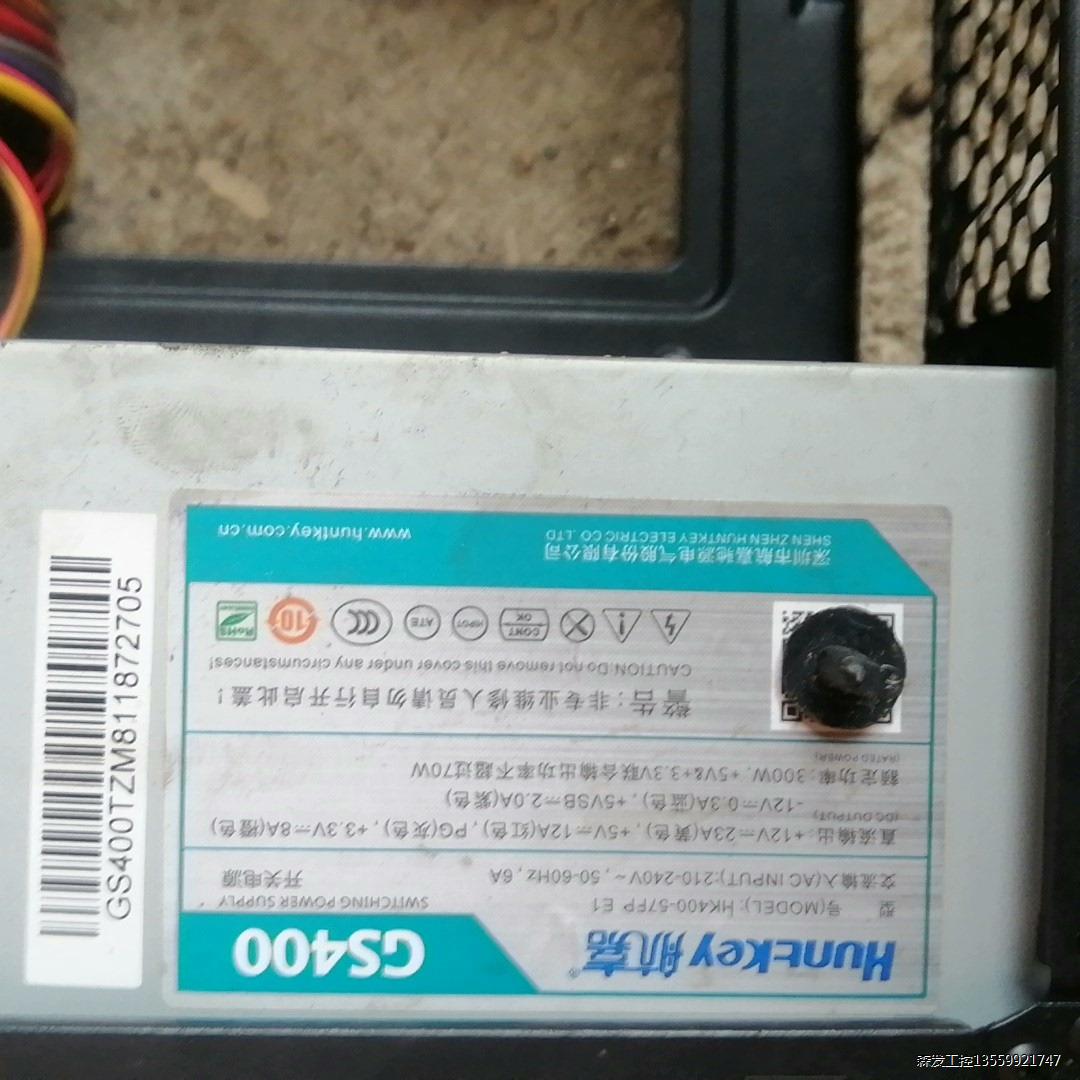 Huntkey 航嘉®
GS400
型 号(MODEL): HK400-57FP E1
SWITCHING POWER SUPPLY
交流输入(AC INPUT):210-240V~, 50-60Hz, 6A
开关电源
直流输出: +12V⎓23A(黄色), +5V⎓12A(红色), PG(灰色), +3.3V⎓8A(橙色)
(DC OUTPUT)
-12V⎓0.3A(蓝色), +5VSB⎓2.0A(紫色)
额定功率: 300W, +5V&+3.3V联合输出功率不超过70W
(RATED POWER)
警告:非专业维修人员请勿自行开启此盖!
CAUTION:Do not remove this cover under any circumstances!
CONT OK
HIPOT
ATE
CCC
10
RoHS
深圳市航嘉驰源电气股份有限公司
SHEN ZHEN HUNTKEY ELECTRIC CO.,LTD
www.huntkey.com.cn
GS400TZM811872705
森发工控13559921747